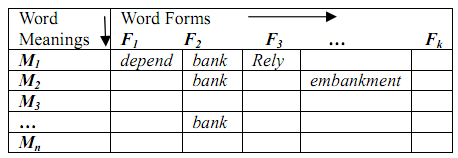 Word Meanings Word Forms
F1 F2 F3 ... Fk
M1 depend bank Rely
M2 bank embankment
M3
... bank
Mn